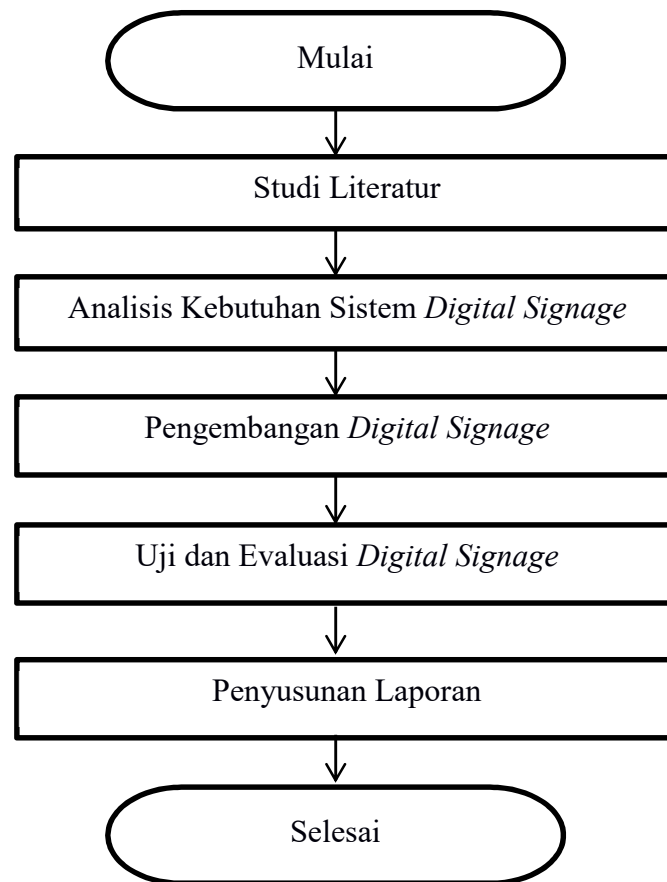 Mulai
Studi Literatur
Analisis Kebutuhan Sistem Digital Signage
Pengembangan Digital Signage
Uji dan Evaluasi Digital Signage
Penyusunan Laporan
Selesai